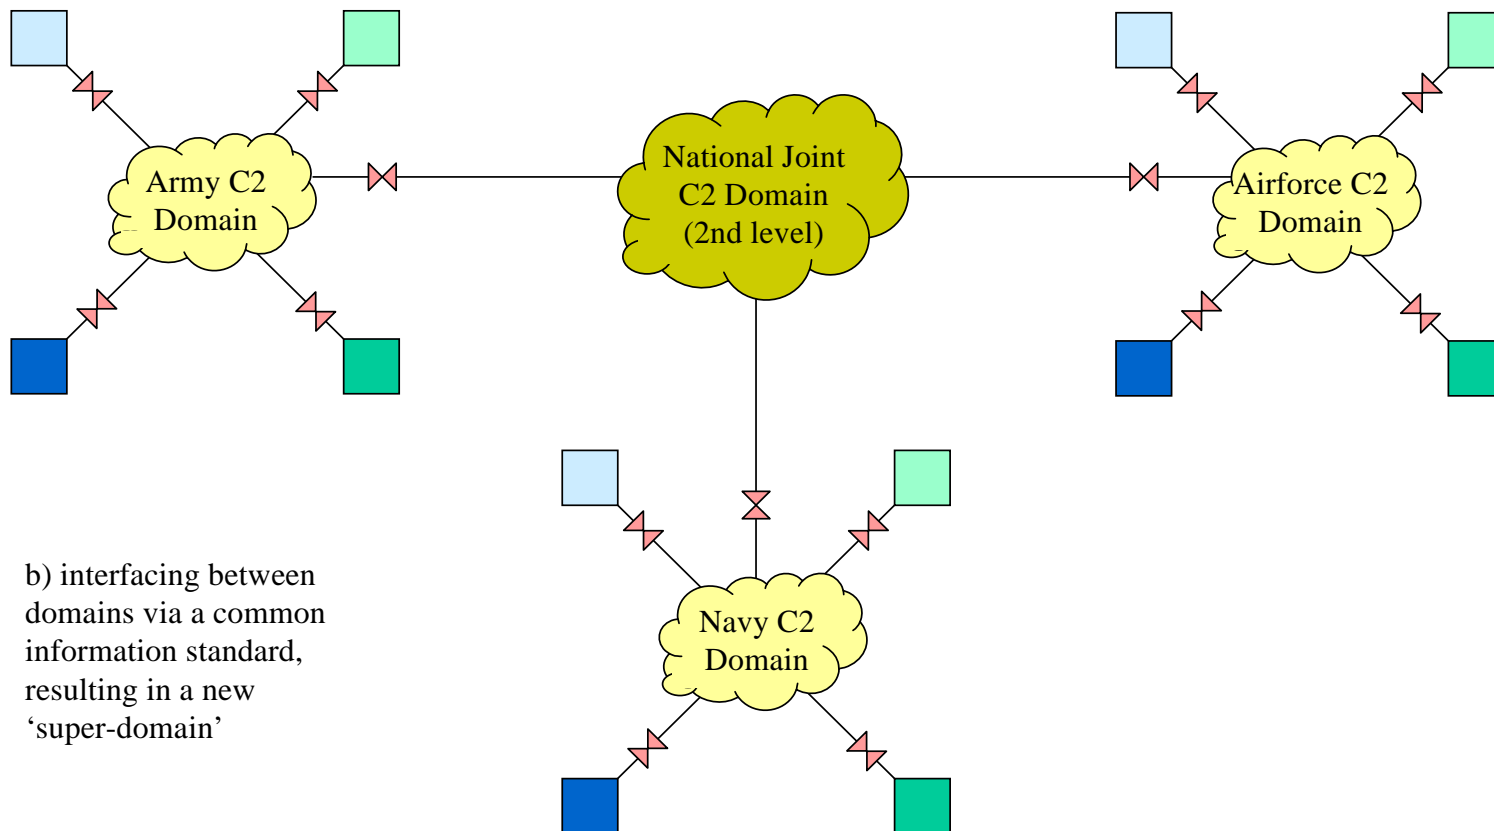 National Joint
C2 Domain
(2nd level)
Army C2
Domain
Airforce C2
Domain
b) interfacing between
domains via a common
information standard,
resulting in a new
‘super-domain’
Navy C2
Domain